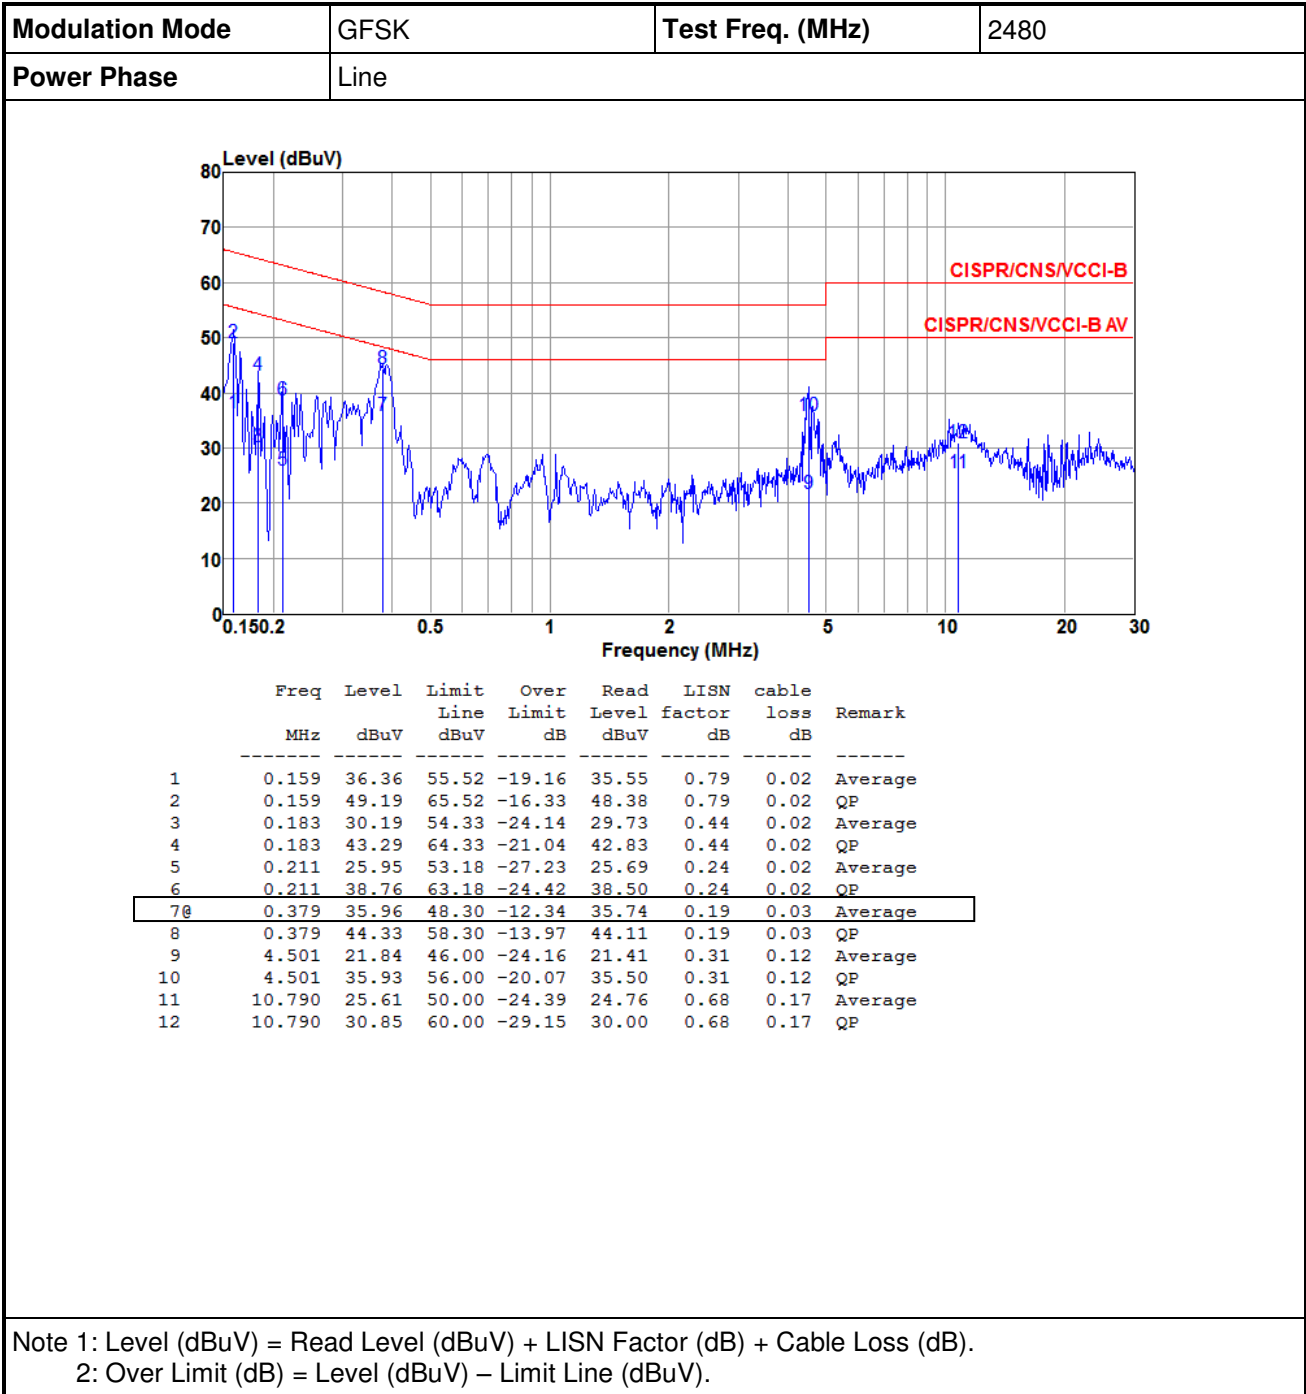 Modulation Mode GFSK Test Freq. (MHz) 2480
Power Phase Line
Level (dBuV)
80
70
60
50
40
30
20
10
0
CISPR/CNS/VCCI-B
CISPR/CNS/VCCI-B AV
2
1
4
3
6
5
8
7
10
9
12
11
0.15 0.2 0.5 1 2 5 10 20 30
Frequency (MHz)
Freq Level Limit Over Read LISN cable
Line Limit Level factor loss Remark
MHz dBuV dBuV dB dBuV dB dB
------- ------ ------ ------ ------ ------ ------ ------
1 0.159 36.36 55.52 -19.16 35.55 0.79 0.02 Average
2 0.159 49.19 65.52 -16.33 48.38 0.79 0.02 QP
3 0.183 30.19 54.33 -24.14 29.73 0.44 0.02 Average
4 0.183 43.29 64.33 -21.04 42.83 0.44 0.02 QP
5 0.211 25.95 53.18 -27.23 25.69 0.24 0.02 Average
6 0.211 38.76 63.18 -24.42 38.50 0.24 0.02 QP
7@ 0.379 35.96 48.30 -12.34 35.74 0.19 0.03 Average
8 0.379 44.33 58.30 -13.97 44.11 0.19 0.03 QP
9 4.501 21.84 46.00 -24.16 21.41 0.31 0.12 Average
10 4.501 35.93 56.00 -20.07 35.50 0.31 0.12 QP
11 10.790 25.61 50.00 -24.39 24.76 0.68 0.17 Average
12 10.790 30.85 60.00 -29.15 30.00 0.68 0.17 QP
Note 1: Level (dBuV) = Read Level (dBuV) + LISN Factor (dB) + Cable Loss (dB).
2: Over Limit (dB) = Level (dBuV) – Limit Line (dBuV).